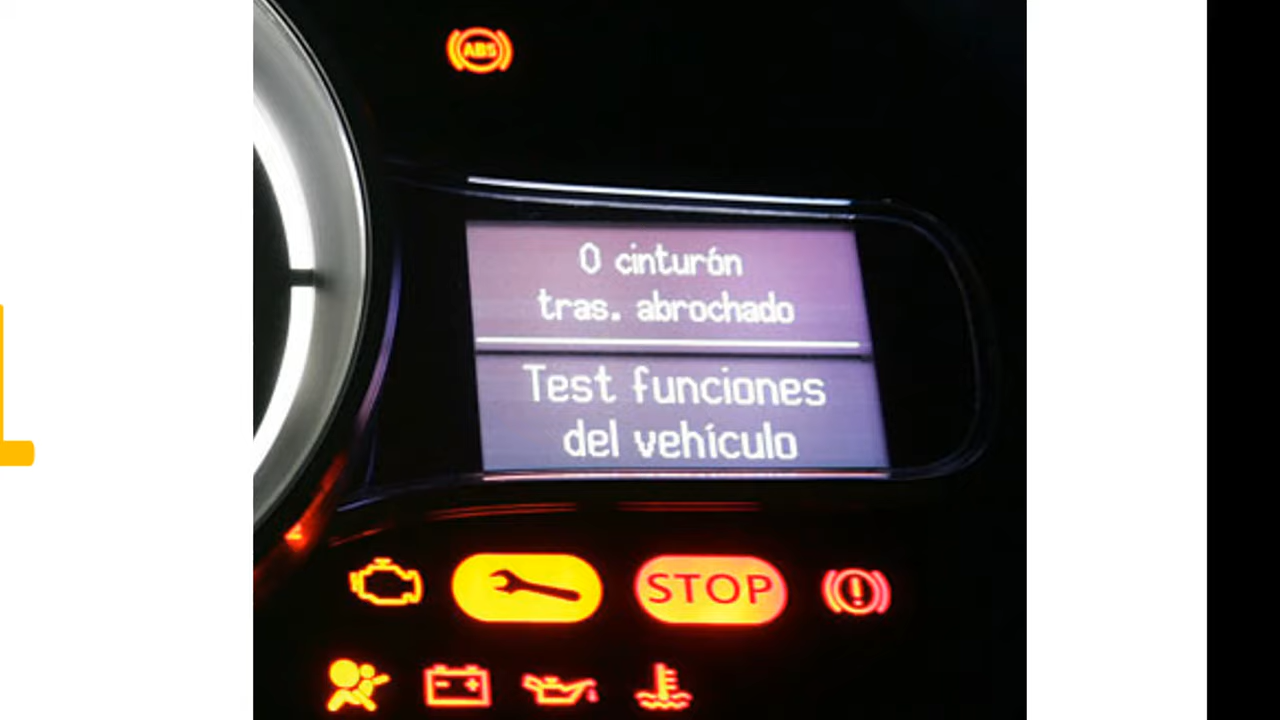 ABS
0 cinturón
tras. abrochado
Test funciones
del vehículo
STOP